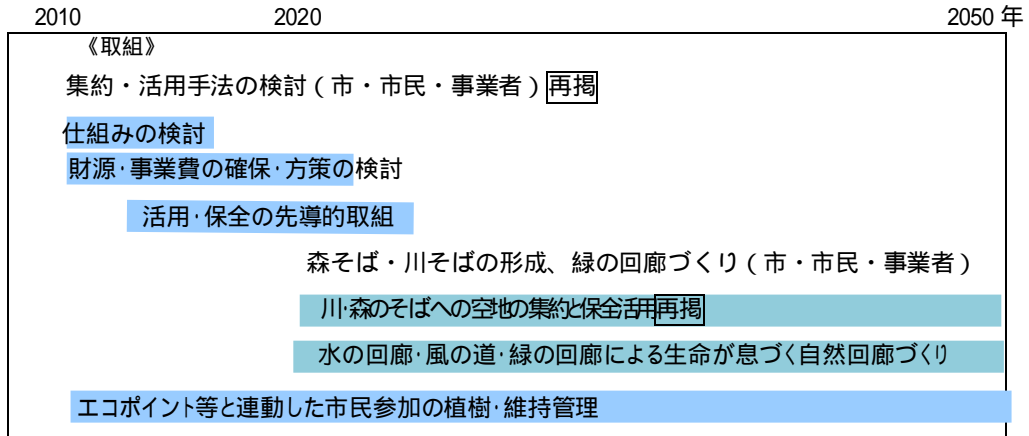 2010 2020 2050 年
《取組》
集約・活用手法の検討（市・市民・事業者）再掲
仕組みの検討
財源・事業費の確保・方策の検討
活用・保全の先導的取組
森そば・川そばの形成、緑の回廊づくり（市・市民・事業者）
川・森のそばへの空地の集約と保全活用再掲
水の回廊・風の道・緑の回廊による生命が息づく自然回廊づくり
エコポイント等と連動した市民参加の植樹・維持管理